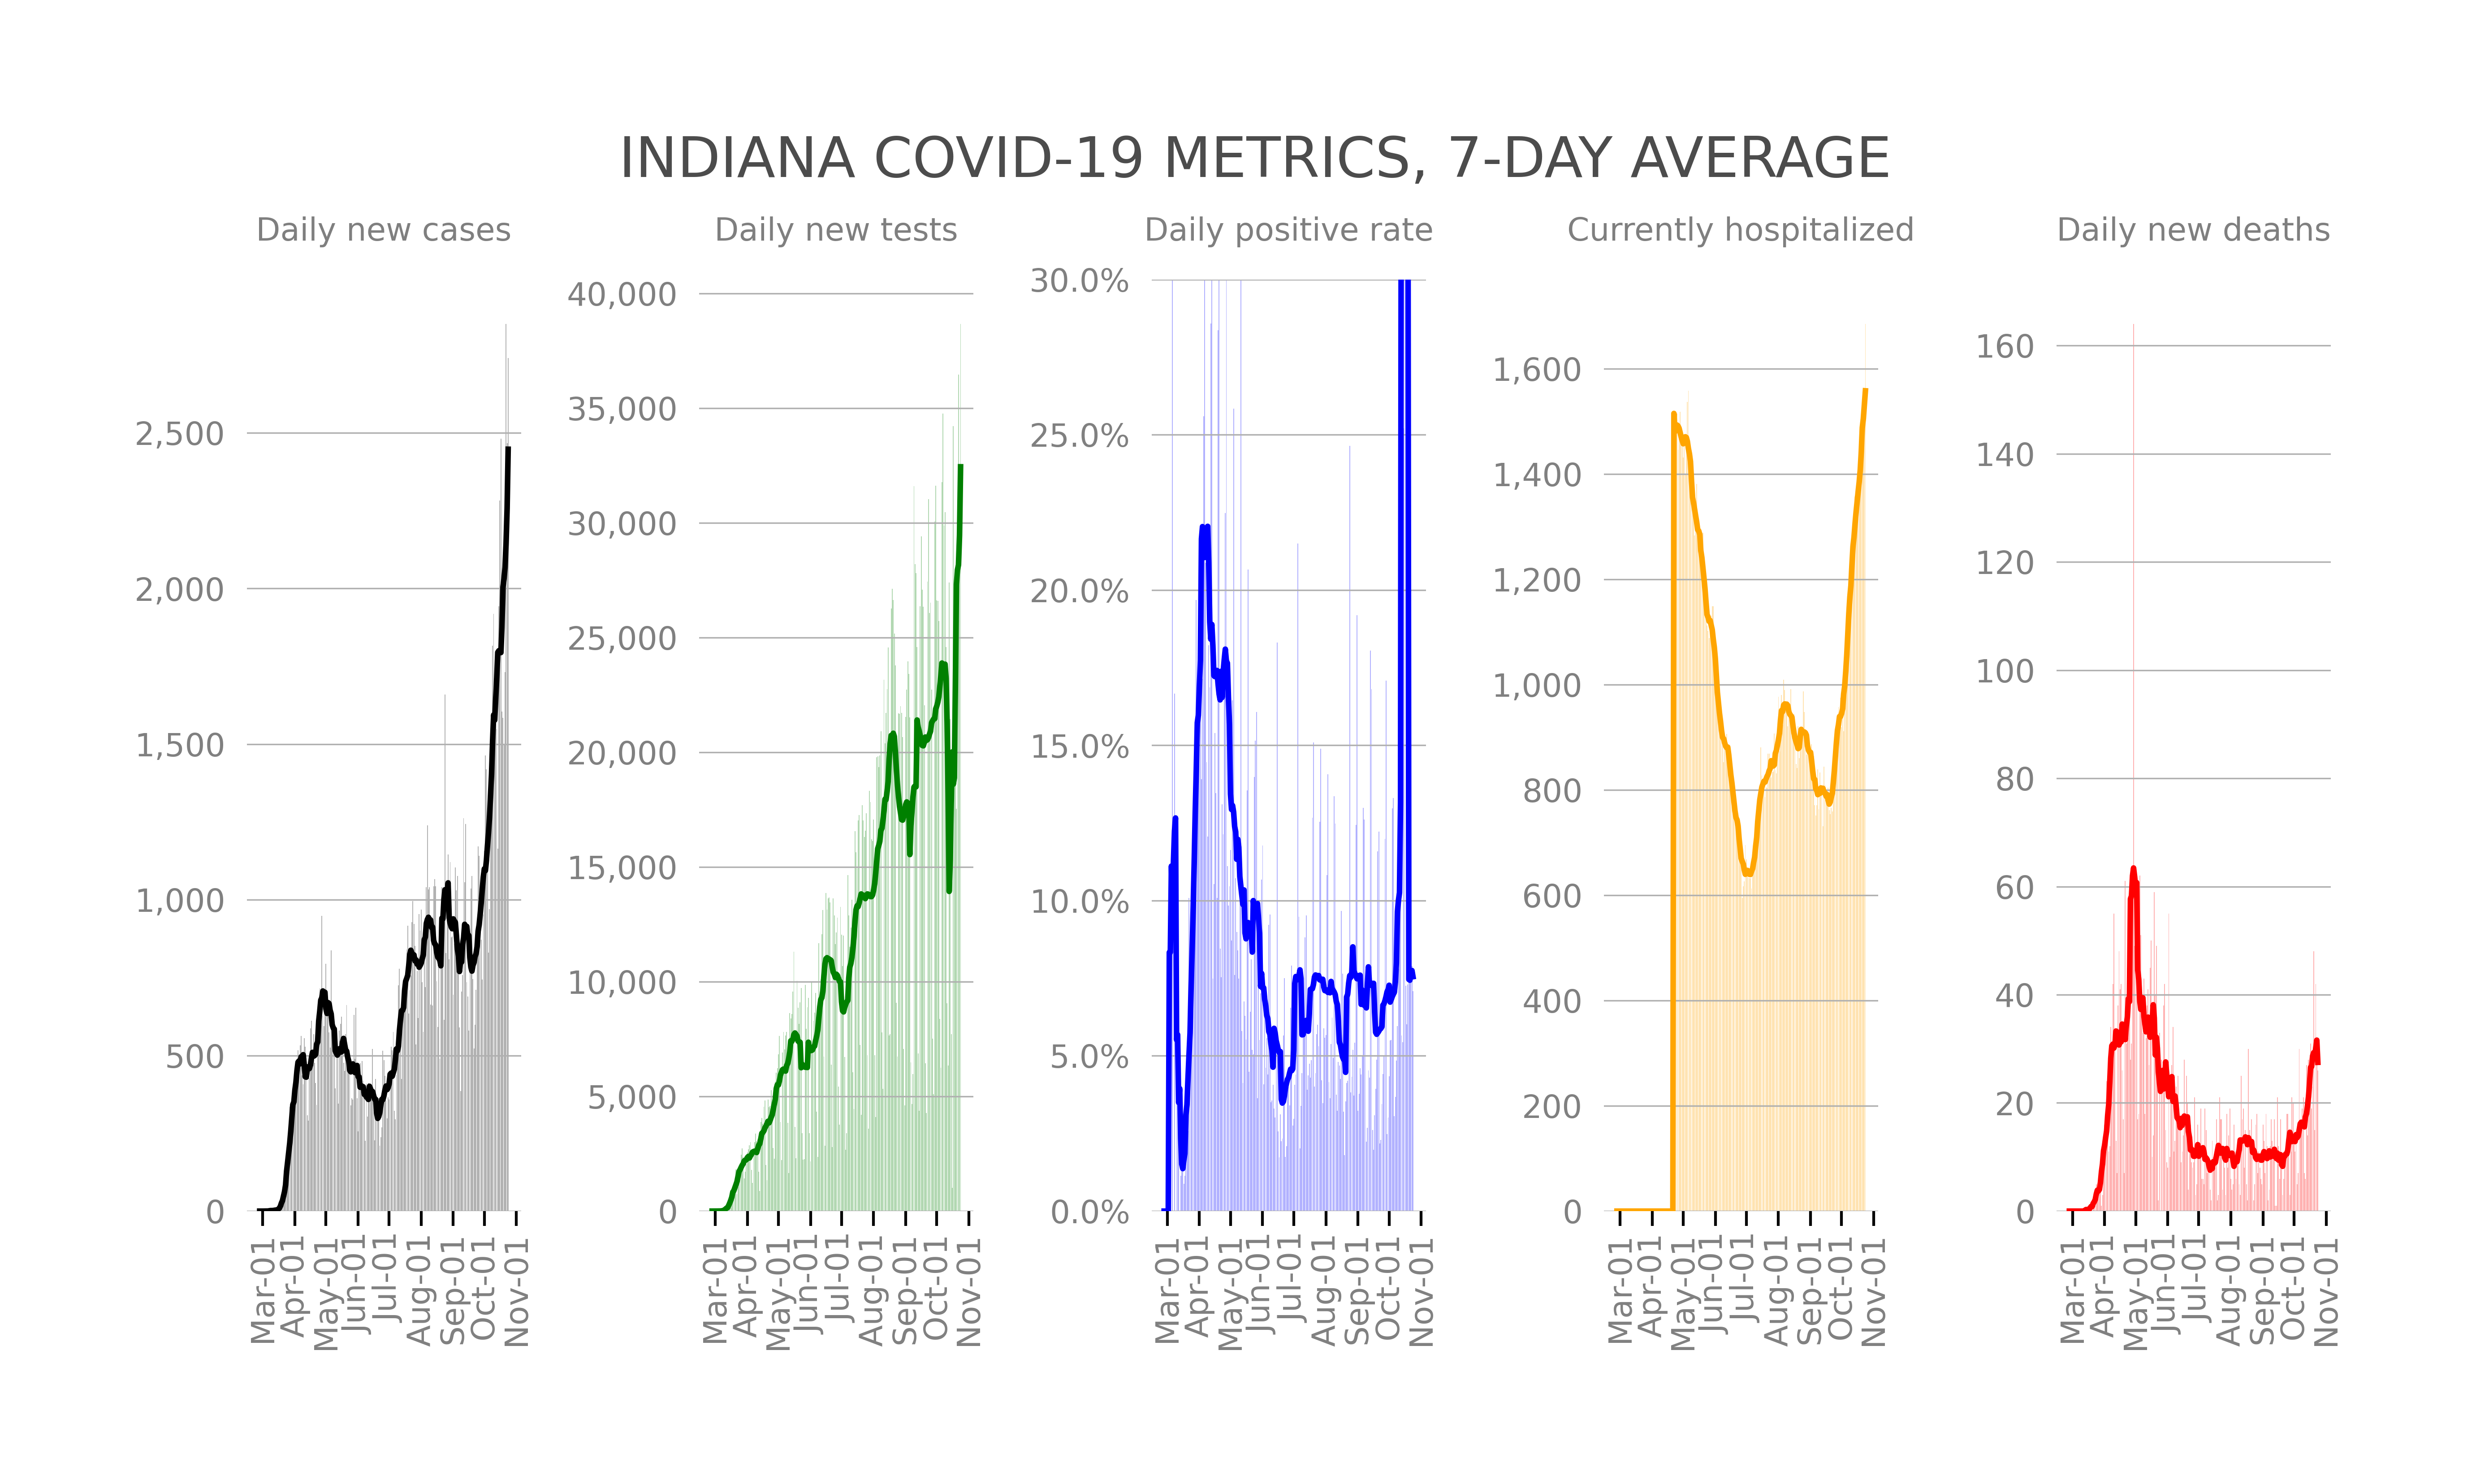 INDIANA COVID-19 METRICS, 7-DAY AVERAGE
Daily new cases
2,500
2,000
1,500
1,000
500
0
Mar-01
Apr-01
May-01
Jun-01
Jul-01
Aug-01
Sep-01
Oct-01
Nov-01
Daily new tests
40,000
35,000
30,000
25,000
20,000
15,000
10,000
5,000
0
Mar-01
Apr-01
May-01
Jun-01
Jul-01
Aug-01
Sep-01
Oct-01
Nov-01
Daily positive rate
30.0%
25.0%
20.0%
15.0%
10.0%
5.0%
0.0%
Mar-01
Apr-01
May-01
Jun-01
Jul-01
Aug-01
Sep-01
Oct-01
Nov-01
Currently hospitalized
1,600
1,400
1,200
1,000
800
600
400
200
0
Mar-01
Apr-01
May-01
Jun-01
Jul-01
Aug-01
Sep-01
Oct-01
Nov-01
Daily new deaths
160
140
120
100
80
60
40
20
0
Mar-01
Apr-01
May-01
Jun-01
Jul-01
Aug-01
Sep-01
Oct-01
Nov-01